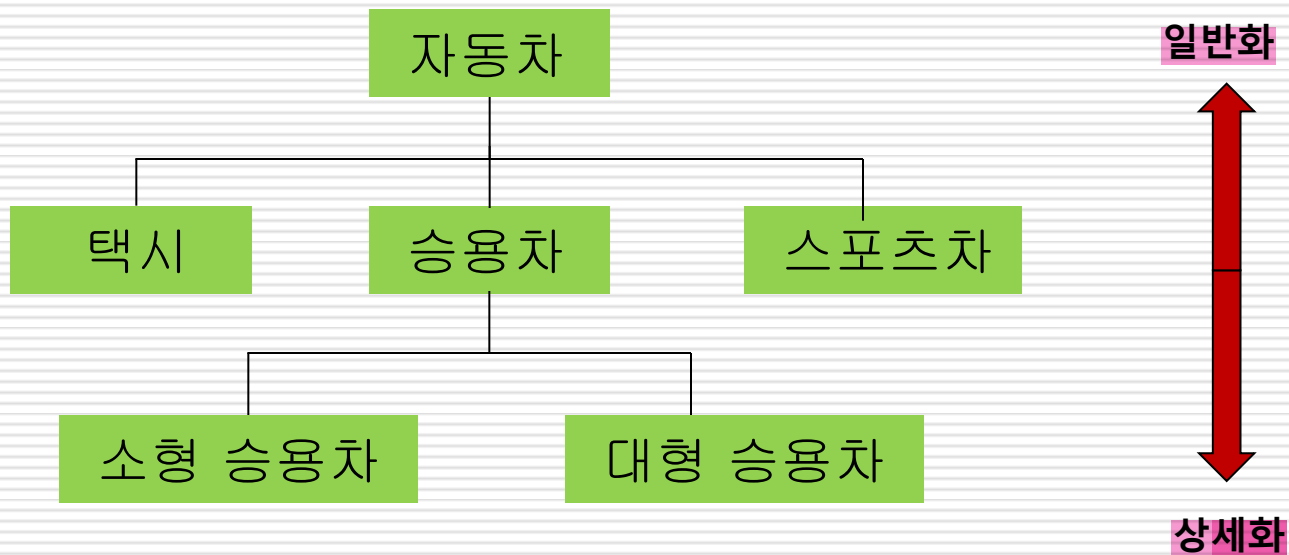 자동차
일반화
택시
승용차
스포츠차
소형 승용차
대형 승용차
상세화